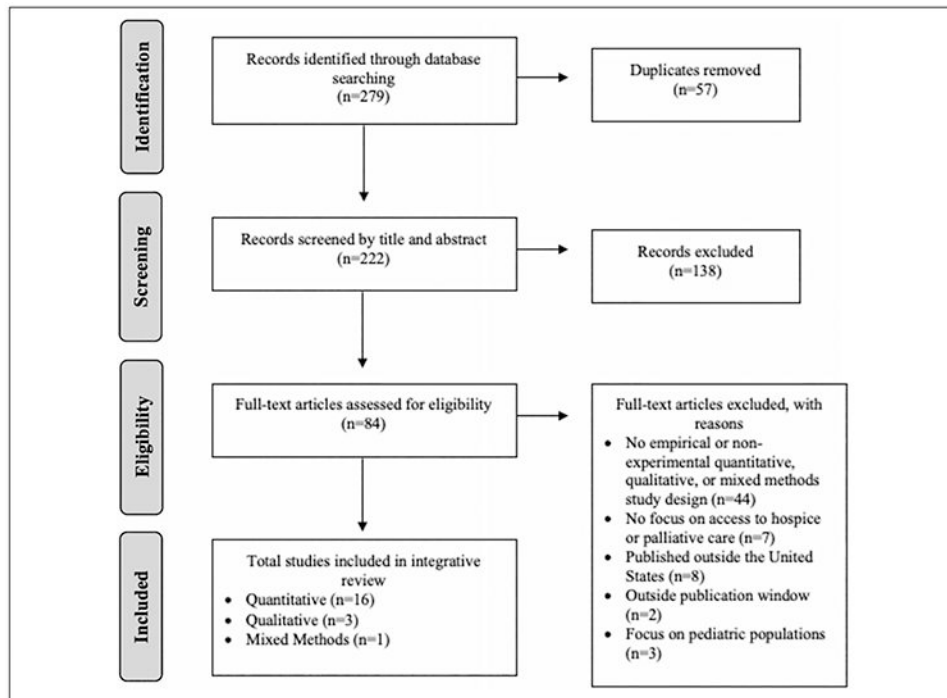 Identification
Records identified through database
searching
(n=279)
Duplicates removed
(n=57)
Screening
Records screened by title and abstract
(n=222)
Records excluded
(n=138)
Eligibility
Full-text articles assessed for eligibility
(n=84)
Full-text articles excluded, with
reasons
• No empirical or non-
experimental quantitative,
qualitative, or mixed methods
study design (n=44)
• No focus on access to hospice
or palliative care (n=7)
• Published outside the United
States (n=8)
• Outside publication window
(n=2)
• Focus on pediatric populations
(n=3)
Included
Total studies included in integrative
review
• Quantitative (n=16)
• Qualitative (n=3)
• Mixed Methods (n=1)